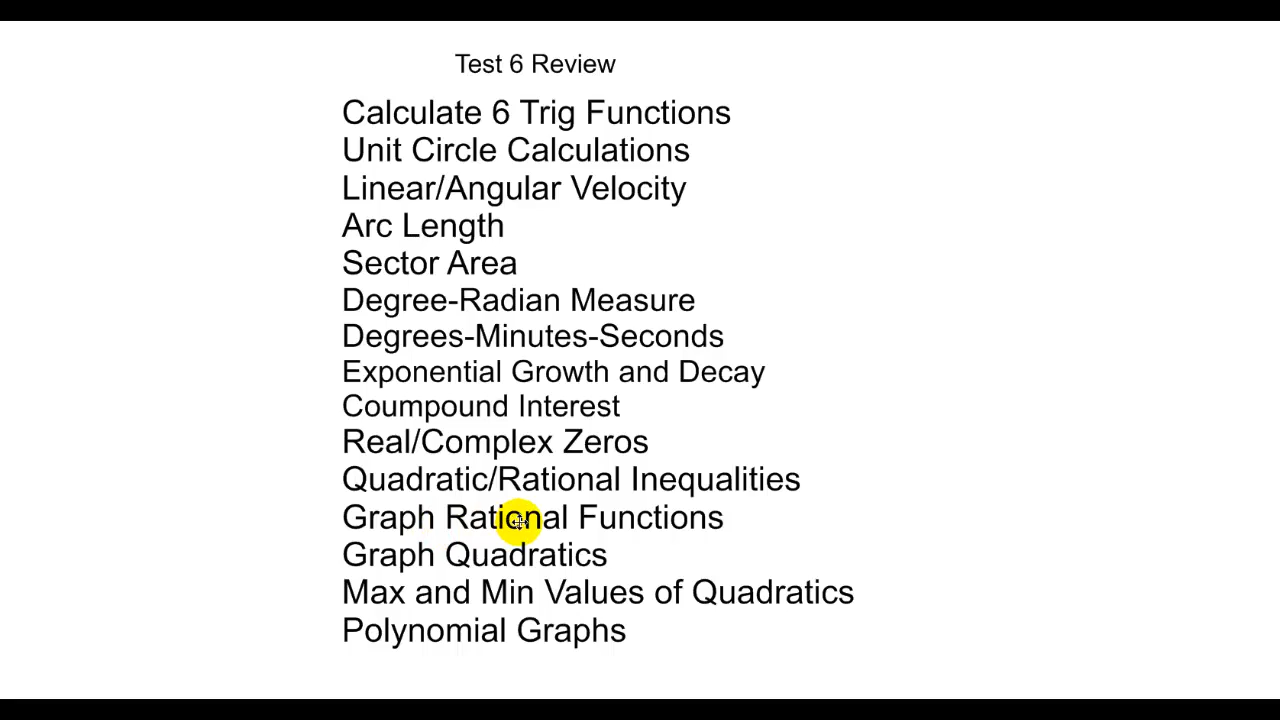 Test 6 Review
Calculate 6 Trig Functions
Unit Circle Calculations
Linear/Angular Velocity
Arc Length
Sector Area
Degree-Radian Measure
Degrees-Minutes-Seconds
Exponential Growth and Decay
Coumpound Interest
Real/Complex Zeros
Quadratic/Rational Inequalities
Graph Rational Functions
Graph Quadratics
Max and Min Values of Quadratics
Polynomial Graphs